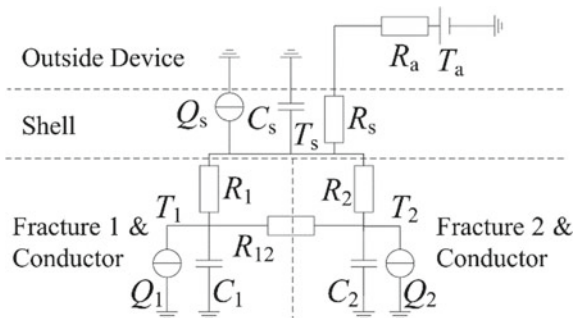 Outside Device
R_a
T_a
Shell
Q_s
C_s
T_s
R_s
T_1
R_1
R_2
T_2
Fracture 1 &
Conductor
R_12
Fracture 2 &
Conductor
Q_1
C_1
C_2
Q_2